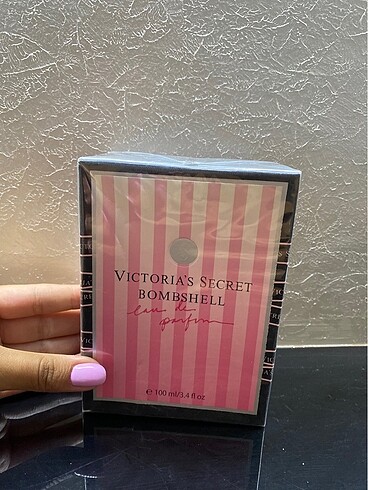 VICTORIA'S SECRET
BOMBSHELL
eau de
parfum
e 100 ml/3.4 fl oz